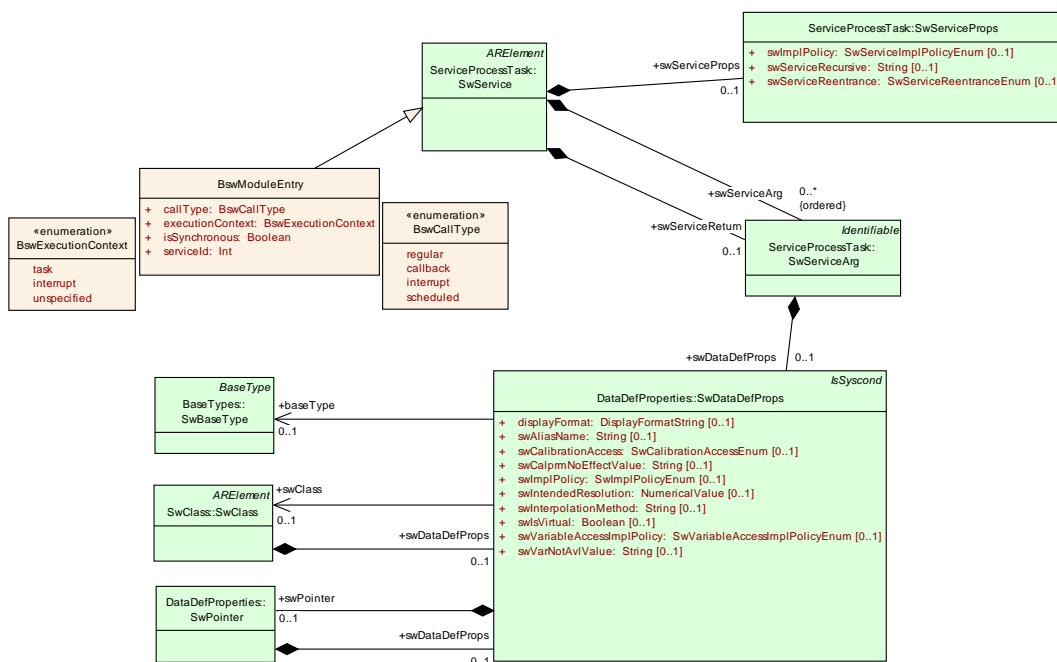 ARElement
ServiceProcessTask::
SwService
ServiceProcessTask::SwServiceProps
+ swImplPolicy: SwServiceImplPolicyEnum [0..1]
+ swServiceRecursive: String [0..1]
+ swServiceReentrance: SwServiceReentranceEnum [0..1
+swServiceProps
0..1
+swServiceArg
0..*
{ordered}
+swServiceReturn
0..1
BswModuleEntry
+ callType: BswCallType
+ executionContext: BswExecutionContext
+ isSynchronous: Boolean
+ serviceId: Int
«enumeration»
BswExecutionContext
task
interrupt
unspecified
«enumeration»
BswCallType
regular
callback
interrupt
scheduled
Identifiable
ServiceProcessTask::
SwServiceArg
+swDataDefProps
0..1
IsSyscond
DataDefProperties::SwDataDefProps
+ displayFormat: DisplayFormatString [0..1]
+ swAliasName: String [0..1]
+ swCalibrationAccess: SwCalibrationAccessEnum [0..1]
+ swCalprmNoEffectValue: String [0..1]
+ swImplPolicy: SwImplPolicyEnum [0..1]
+ swIntendedResolution: NumericalValue [0..1]
+ swInterpolationMethod: String [0..1]
+ swIsVirtual: Boolean [0..1]
+ swVariableAccessImplPolicy: SwVariableAccessImplPolicyEnum [0..1]
+ swVarNotAvlValue: String [0..1]
BaseType
BaseTypes::
SwBaseType
+baseType
0..1
ARElement
SwClass::SwClass
+swClass
0..1
+swDataDefProps
0..1
DataDefProperties::
SwPointer
+swPointer
0..1
+swDataDefProps
0..1